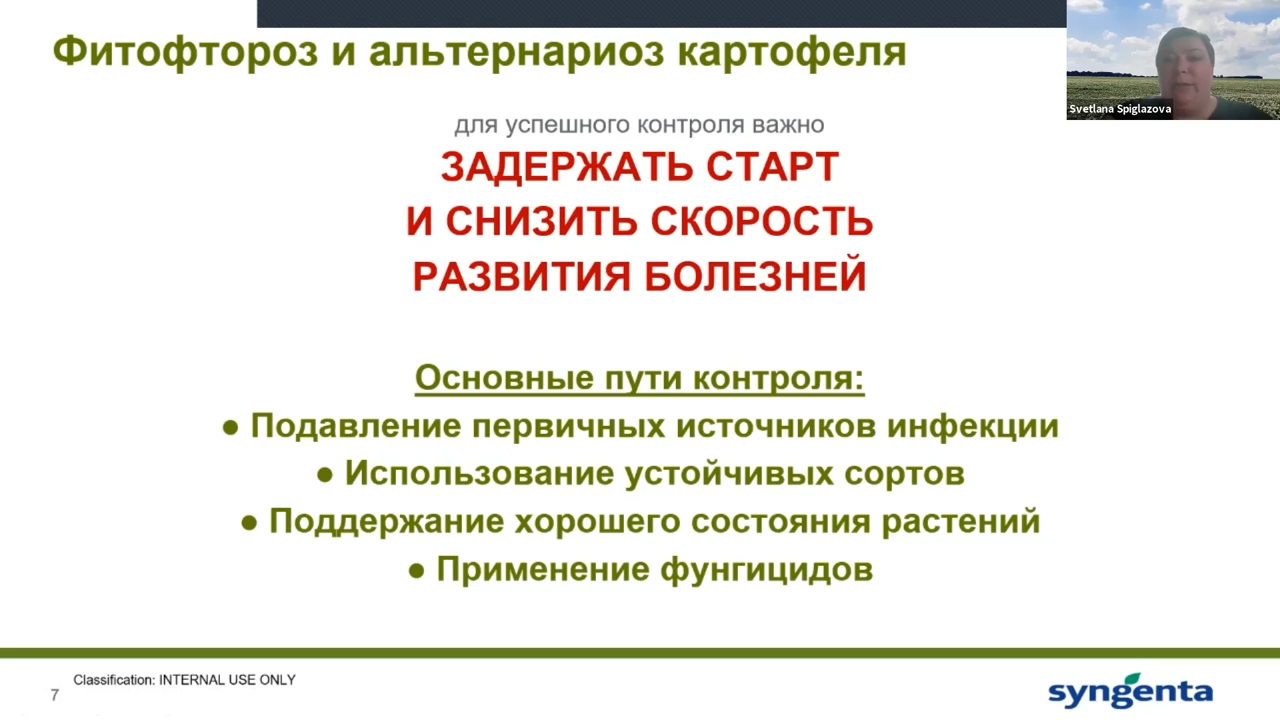 Фитофтороз и альтернариоз картофеля
Svetlana Spiglazova
для успешного контроля важно
ЗАДЕРЖАТЬ СТАРТ
И СНИЗИТЬ СКОРОСТЬ
РАЗВИТИЯ БОЛЕЗНЕЙ
Основные пути контроля:
● Подавление первичных источников инфекции
● Использование устойчивых сортов
● Поддержание хорошего состояния растений
● Применение фунгицидов
Classification: INTERNAL USE ONLY
7
syngenta